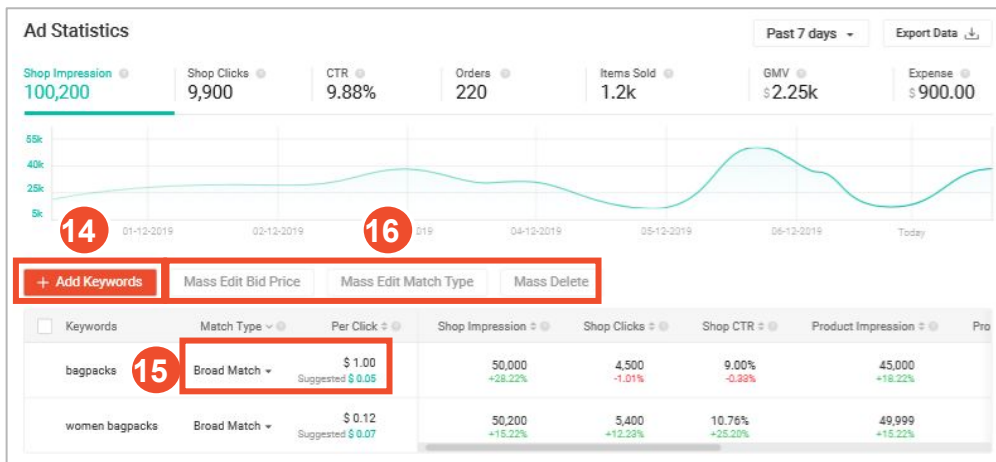 Ad Statistics
Past 7 days
Export Data
Shop Impression
Shop Clicks
CTR
Orders
Items Sold
GMV
Expense
100,200
9,900
9.88%
220
1.2k
$2.25k
$900.00
55k
40k
25k
5k
14
16
01-12-2019
02-12-2019
019
04-12-2019
05-12-2019
06-12-2019
Today
+ Add Keywords
Mass Edit Bid Price
Mass Edit Match Type
Mass Delete
Keywords
Match Type
Per Click
Shop Impression
Shop Clicks
Shop CTR
Product Impression
Pro
15
bagpacks
Broad Match
$ 1.00
Suggested $ 0.05
50,000
+28.22%
4,500
-1.01%
9.00%
-0.33%
45,000
+18.22%
women bagpacks
Broad Match
$ 0.12
Suggested $ 0.07
50,200
+15.22%
5,400
+12.23%
10.76%
+25.20%
49,999
+15.22%